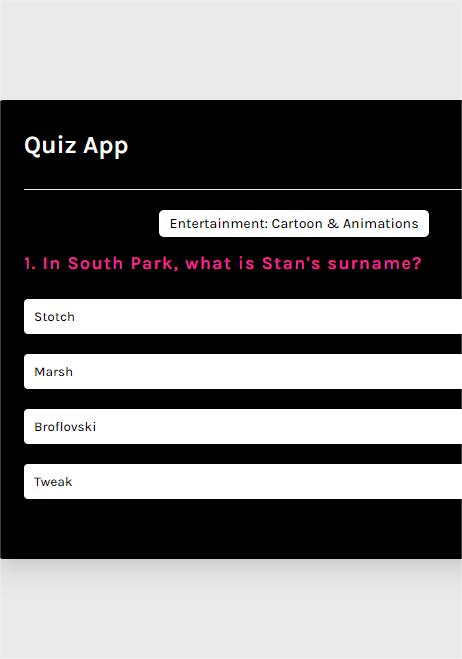 Quiz App
Entertainment: Cartoon & Animations
1. In South Park, what is Stan's surname?
Stotch
Marsh
Broflovski
Tweak